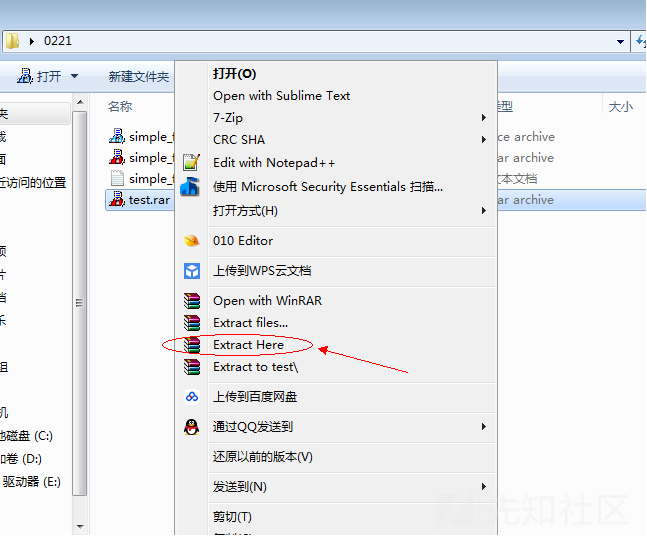 0221
打开
新建文件夹
名称
类型
大小
simple_f
ce archive
simple_f
ar archive
simple_f
文本文档
test.rar
ar archive
夹
载
面
近访问的位置
频
片
档
乐
组
机
地磁盘 (C:)
加卷 (D:)
驱动器 (E:)
打开(O)
Open with Sublime Text
7-Zip
CRC SHA
Edit with Notepad++
使用 Microsoft Security Essentials 扫描...
打开方式(H)
010 Editor
上传到WPS云文档
Open with WinRAR
Extract files...
Extract Here
Extract to test\
上传到百度网盘
通过QQ发送到
还原以前的版本(V)
发送到(N)
剪切(T)
先知社区